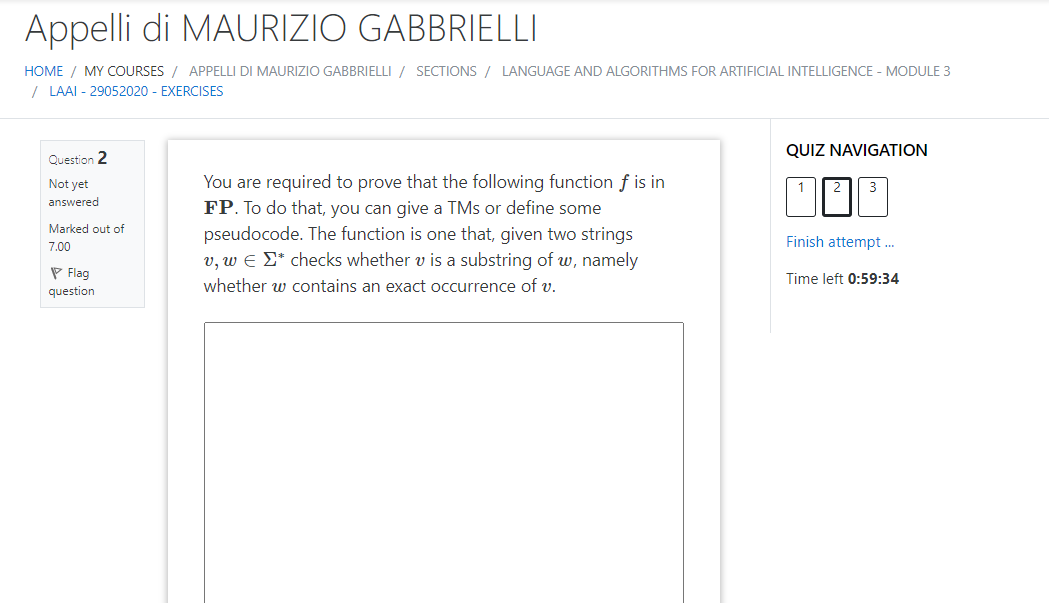 Appelli di MAURIZIO GABBRIELLI
HOME / MY COURSES / APPELLI DI MAURIZIO GABBRIELLI / SECTIONS / LANGUAGE AND ALGORITHMS FOR ARTIFICIAL INTELLIGENCE - MODULE 3
/ LAAI - 29052020 - EXERCISES
Question 2
Not yet
answered
Marked out of
7.00
Flag
question
You are required to prove that the following function f is in
FP. To do that, you can give a TMs or define some
pseudocode. The function is one that, given two strings
v, w ∈ Σ* checks whether v is a substring of w, namely
whether w contains an exact occurrence of v.
QUIZ NAVIGATION
1 2 3
Finish attempt ...
Time left 0:59:34